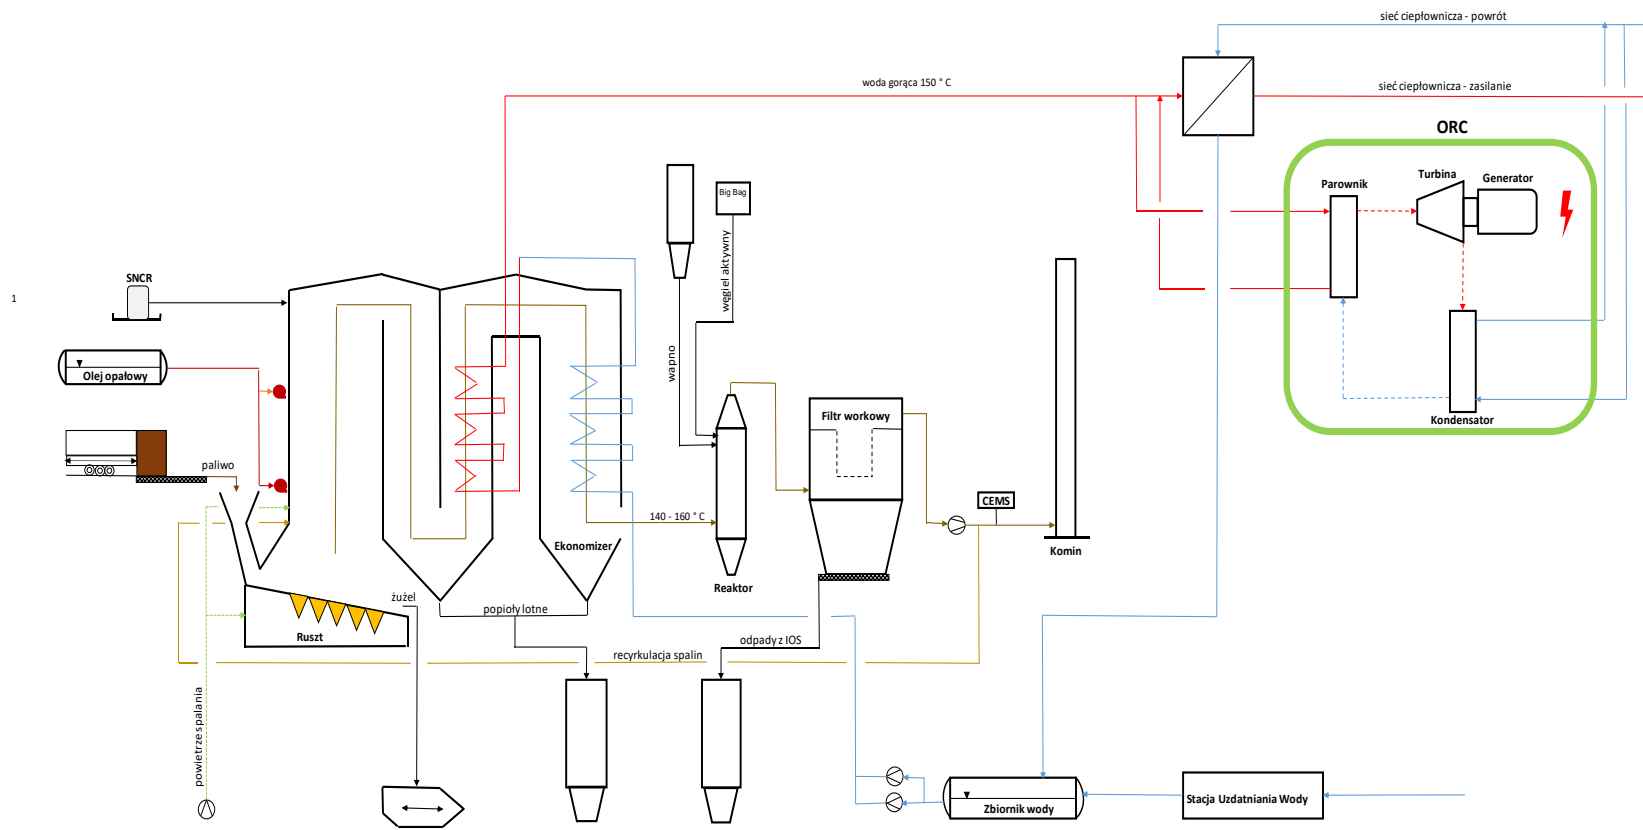 sieć ciepłownicza - powrót
woda gorąca 150 ° C
sieć ciepłownicza - zasilanie
ORC
Turbina
Generator
Parownik
Big Bag
węgiel aktywny
SNCR
1
wapno
Olej opałowy
Filtr workowy
Kondensator
paliwo
CEMS
140 - 160 ° C
Ekonomizer
Komin
Reaktor
żużel
popioły lotne
Ruszt
odpady z IOS
recyrkulacja spalin
powietrze spalania
Zbiornik wody
Stacja Uzdatniania Wody